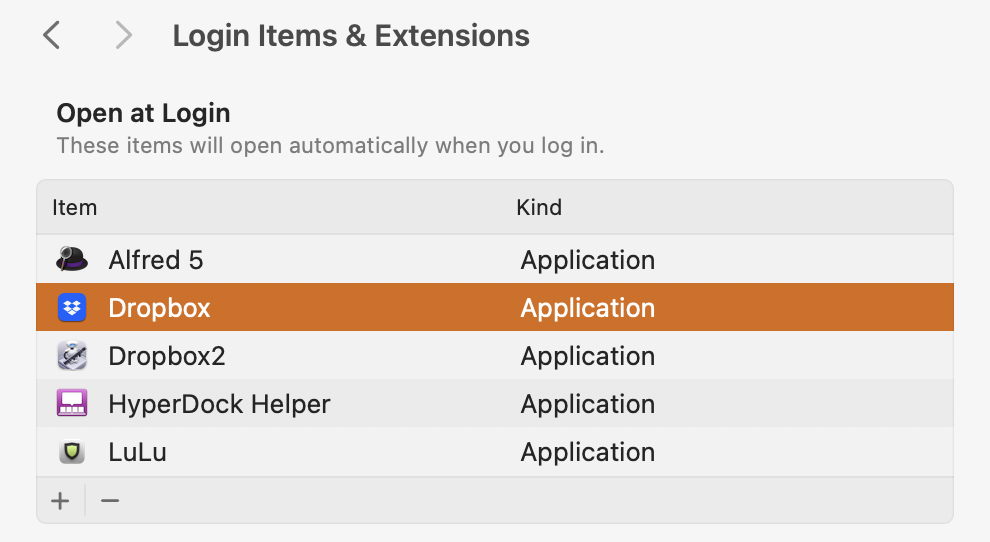 Login Items & Extensions
Open at Login
These items will open automatically when you log in.
Item Kind
Alfred 5 Application
Dropbox Application
Dropbox2 Application
HyperDock Helper Application
LuLu Application